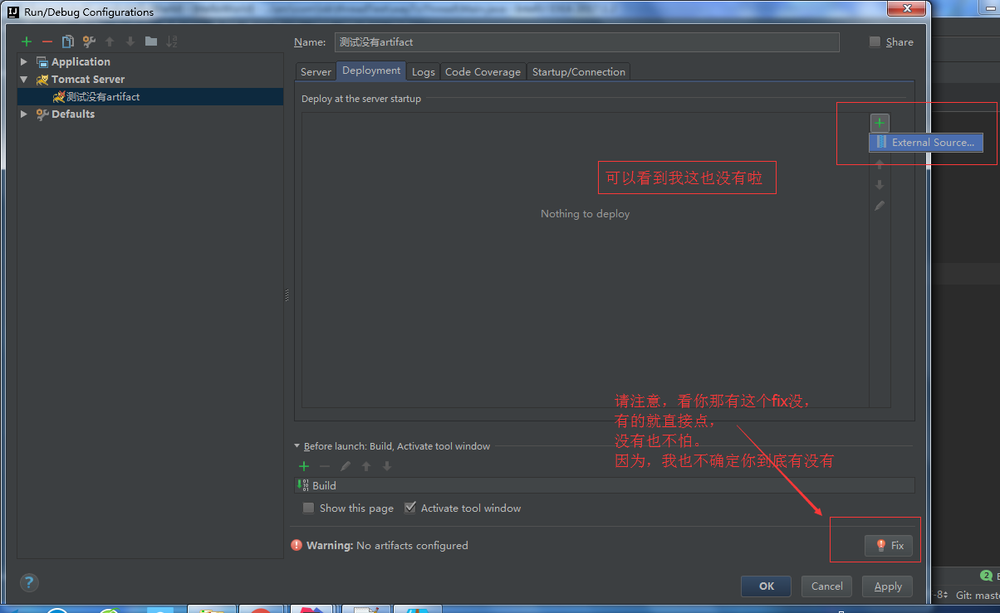 Run/Debug Configurations
Name: 测试没有artifact
Share
Application
Tomcat Server
测试没有artifact
Defaults
Server Deployment Logs Code Coverage Startup/Connection
Deploy at the server startup
External Source...
可以看到我这也没有啦
Nothing to deploy
请注意，看你那有这个fix没，
有的就直接点，
没有也不怕。
因为，我也不确定你到底有没有
Before launch: Build, Activate tool window
Build
Show this page Activate tool window
Warning: No artifacts configured
Fix
OK Cancel Apply
2
-8 Git: mast